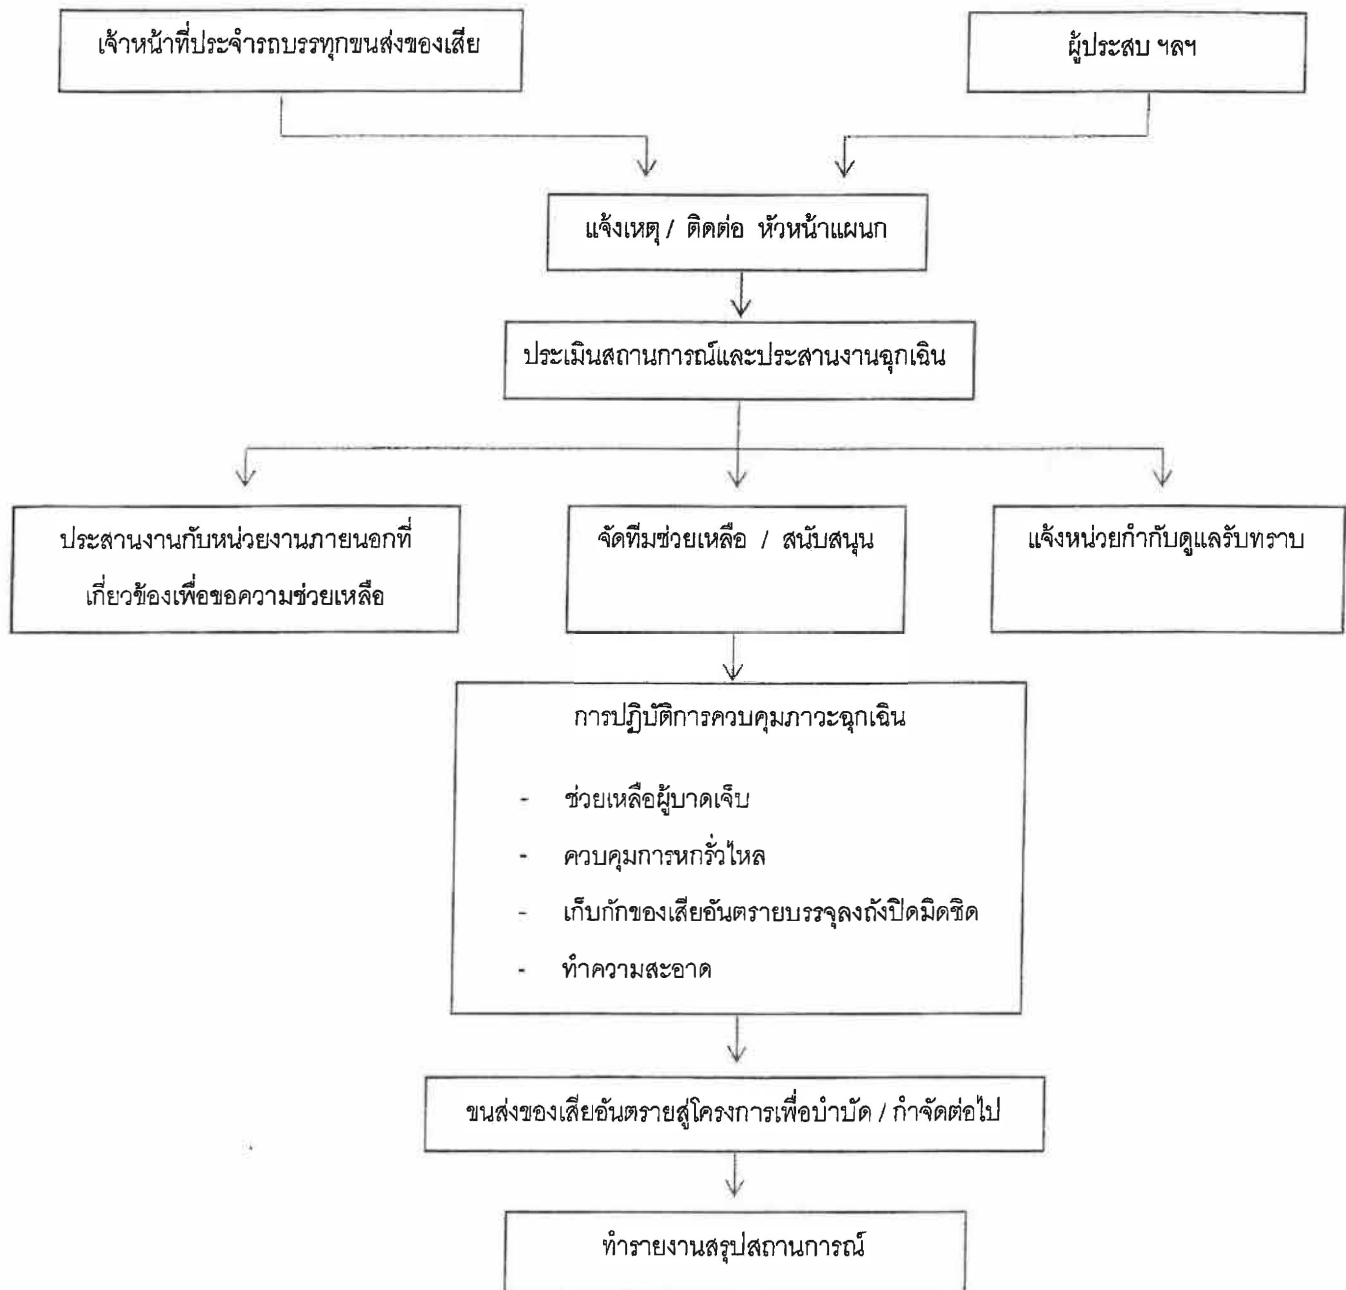 เจ้าหน้าที่ประจำรถบรรทุกขนส่งของเสีย
ผู้ประสบ ฯลฯ
แจ้งเหตุ / ติดต่อ หัวหน้าแผนก
ประเมินสถานการณ์และประสานงานฉุกเฉิน
ประสานงานกับหน่วยงานภายนอกที่
เกี่ยวข้องเพื่อขอความช่วยเหลือ
จัดทีมช่วยเหลือ / สนับสนุน
แจ้งหน่วยกำกับดูแลรับทราบ
การปฏิบัติการควบคุมภาวะฉุกเฉิน
- ช่วยเหลือผู้บาดเจ็บ
- ควบคุมการหกรั่วไหล
- เก็บกักของเสียอันตรายบรรจุลงถังปิดมิดชิด
- ทำความสะอาด
ขนส่งของเสียอันตรายสู่โครงการเพื่อบำบัด / กำจัดต่อไป
ทำรายงานสรุปสถานการณ์